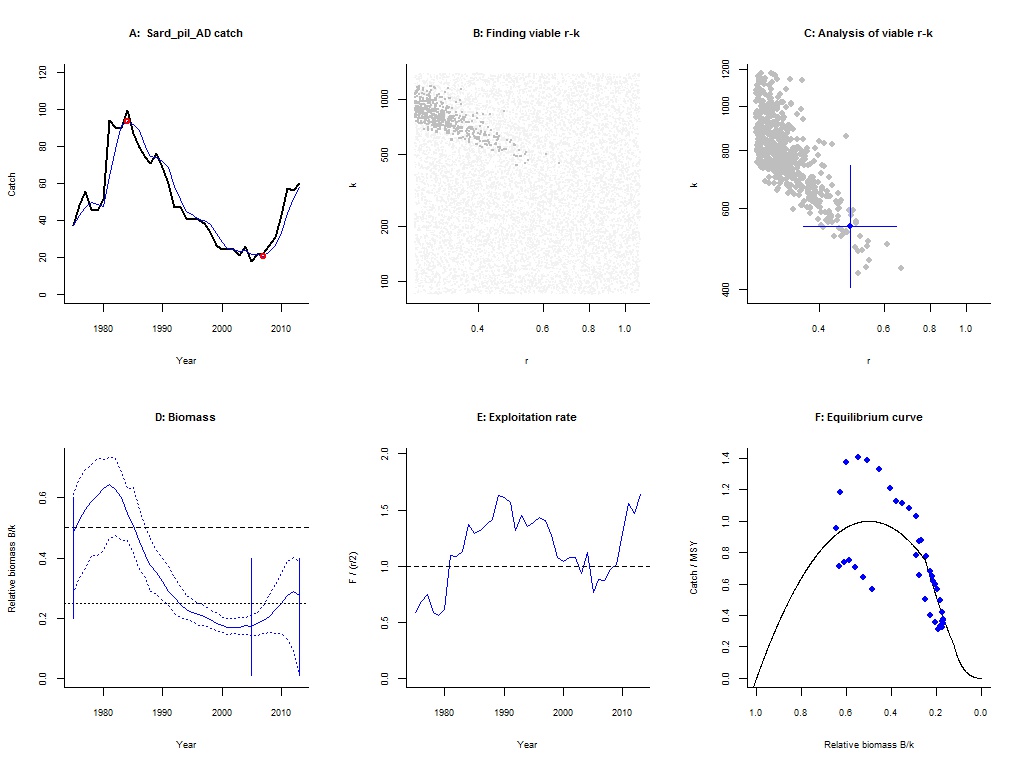 A: Sard_pil_AD catch
B: Finding viable r-k
C: Analysis of viable r-k
Catch
0 20 40 60 80 100 120
1980 1990 2000 2010
Year
k
100 200 500 1000
0.4 0.6 0.8 1.0
r
k
400 600 800 1000 1200
0.4 0.6 0.8 1.0
r
D: Biomass
E: Exploitation rate
F: Equilibrium curve
Relative biomass B/k
0.0 0.2 0.4 0.6
1980 1990 2000 2010
Year
F / (r/2)
0.0 0.5 1.0 1.5 2.0
1980 1990 2000 2010
Year
Catch / MSY
0.0 0.2 0.4 0.6 0.8 1.0 1.2 1.4
1.0 0.8 0.6 0.4 0.2 0.0
Relative biomass B/k